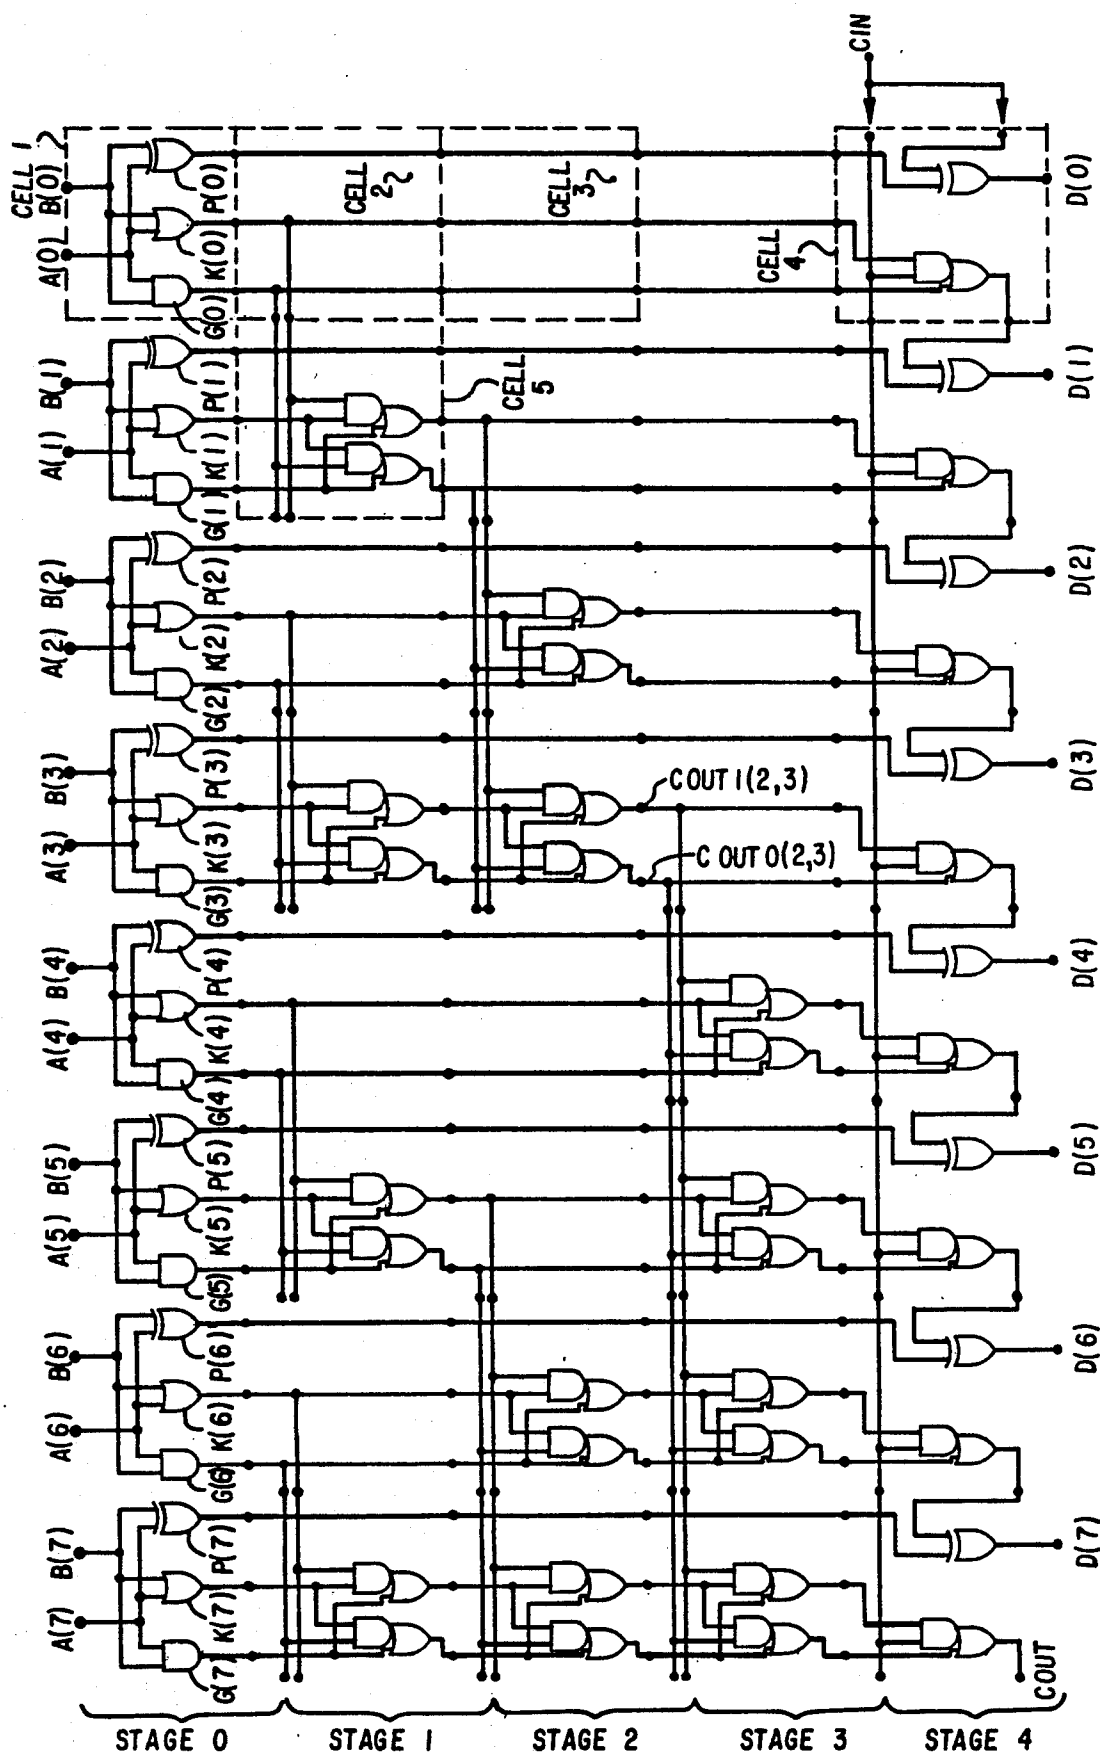 CELL 1
A(0) B(0)
G(0) K(0) P(0)
CELL
2
CELL
3
CELL
4
CIN
D(0)
A(1) B(1)
G(1) K(1) P(1)
CELL
5
D(1)
A(2) B(2)
G(2) K(2) P(2)
D(2)
A(3) B(3)
G(3) K(3) P(3)
C OUT 1(2,3)
C OUT 0(2,3)
D(3)
A(4) B(4)
G(4) K(4) P(4)
D(4)
A(5) B(5)
G(5) K(5) P(5)
D(5)
A(6) B(6)
G(6) K(6) P(6)
D(6)
A(7) B(7)
G(7) K(7) P(7)
D(7)
COUT
STAGE 0
STAGE 1
STAGE 2
STAGE 3
STAGE 4